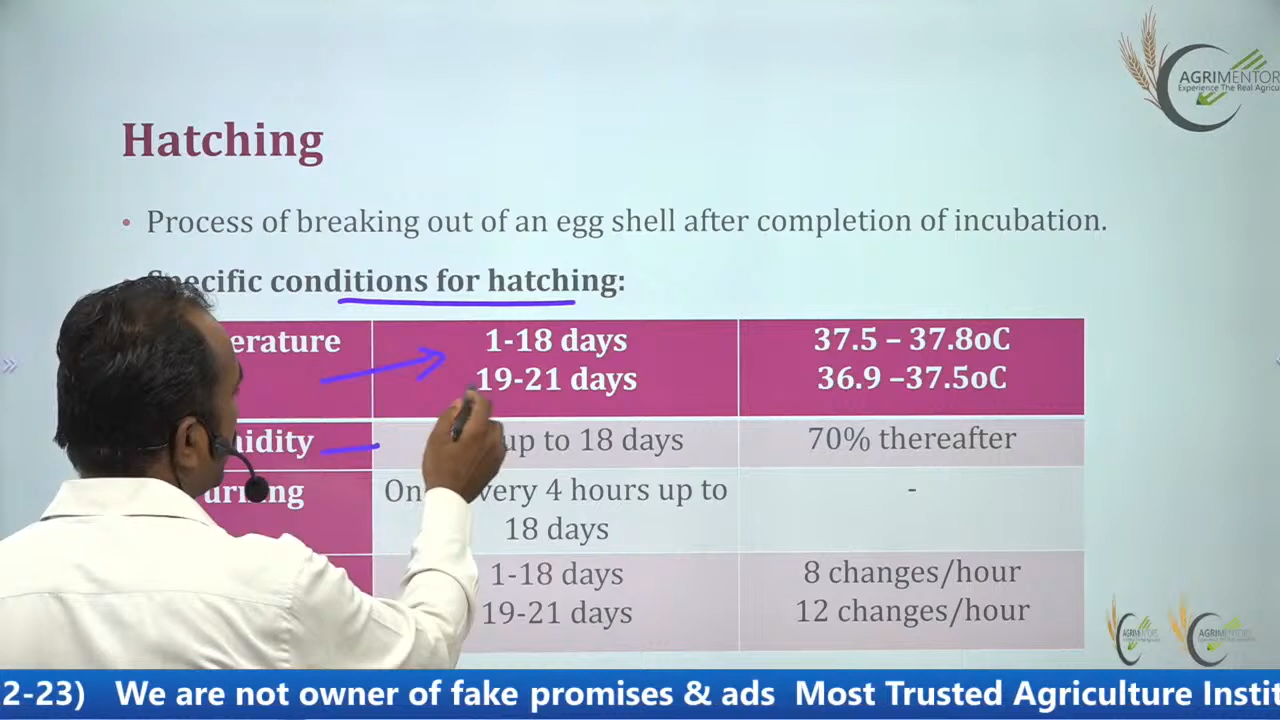 AGRIMENTOR
Experience The Real Agricu
Hatching
• Process of breaking out of an egg shell after completion of incubation.
Specific conditions for hatching:
erature
1-18 days
37.5 – 37.8oC
19-21 days
36.9 –37.5oC
idity
up to 18 days
70% thereafter
urning
very 4 hours up to
-
18 days
1-18 days
8 changes/hour
19-21 days
12 changes/hour
2-23) We are not owner of fake promises & ads Most Trusted Agriculture Instit